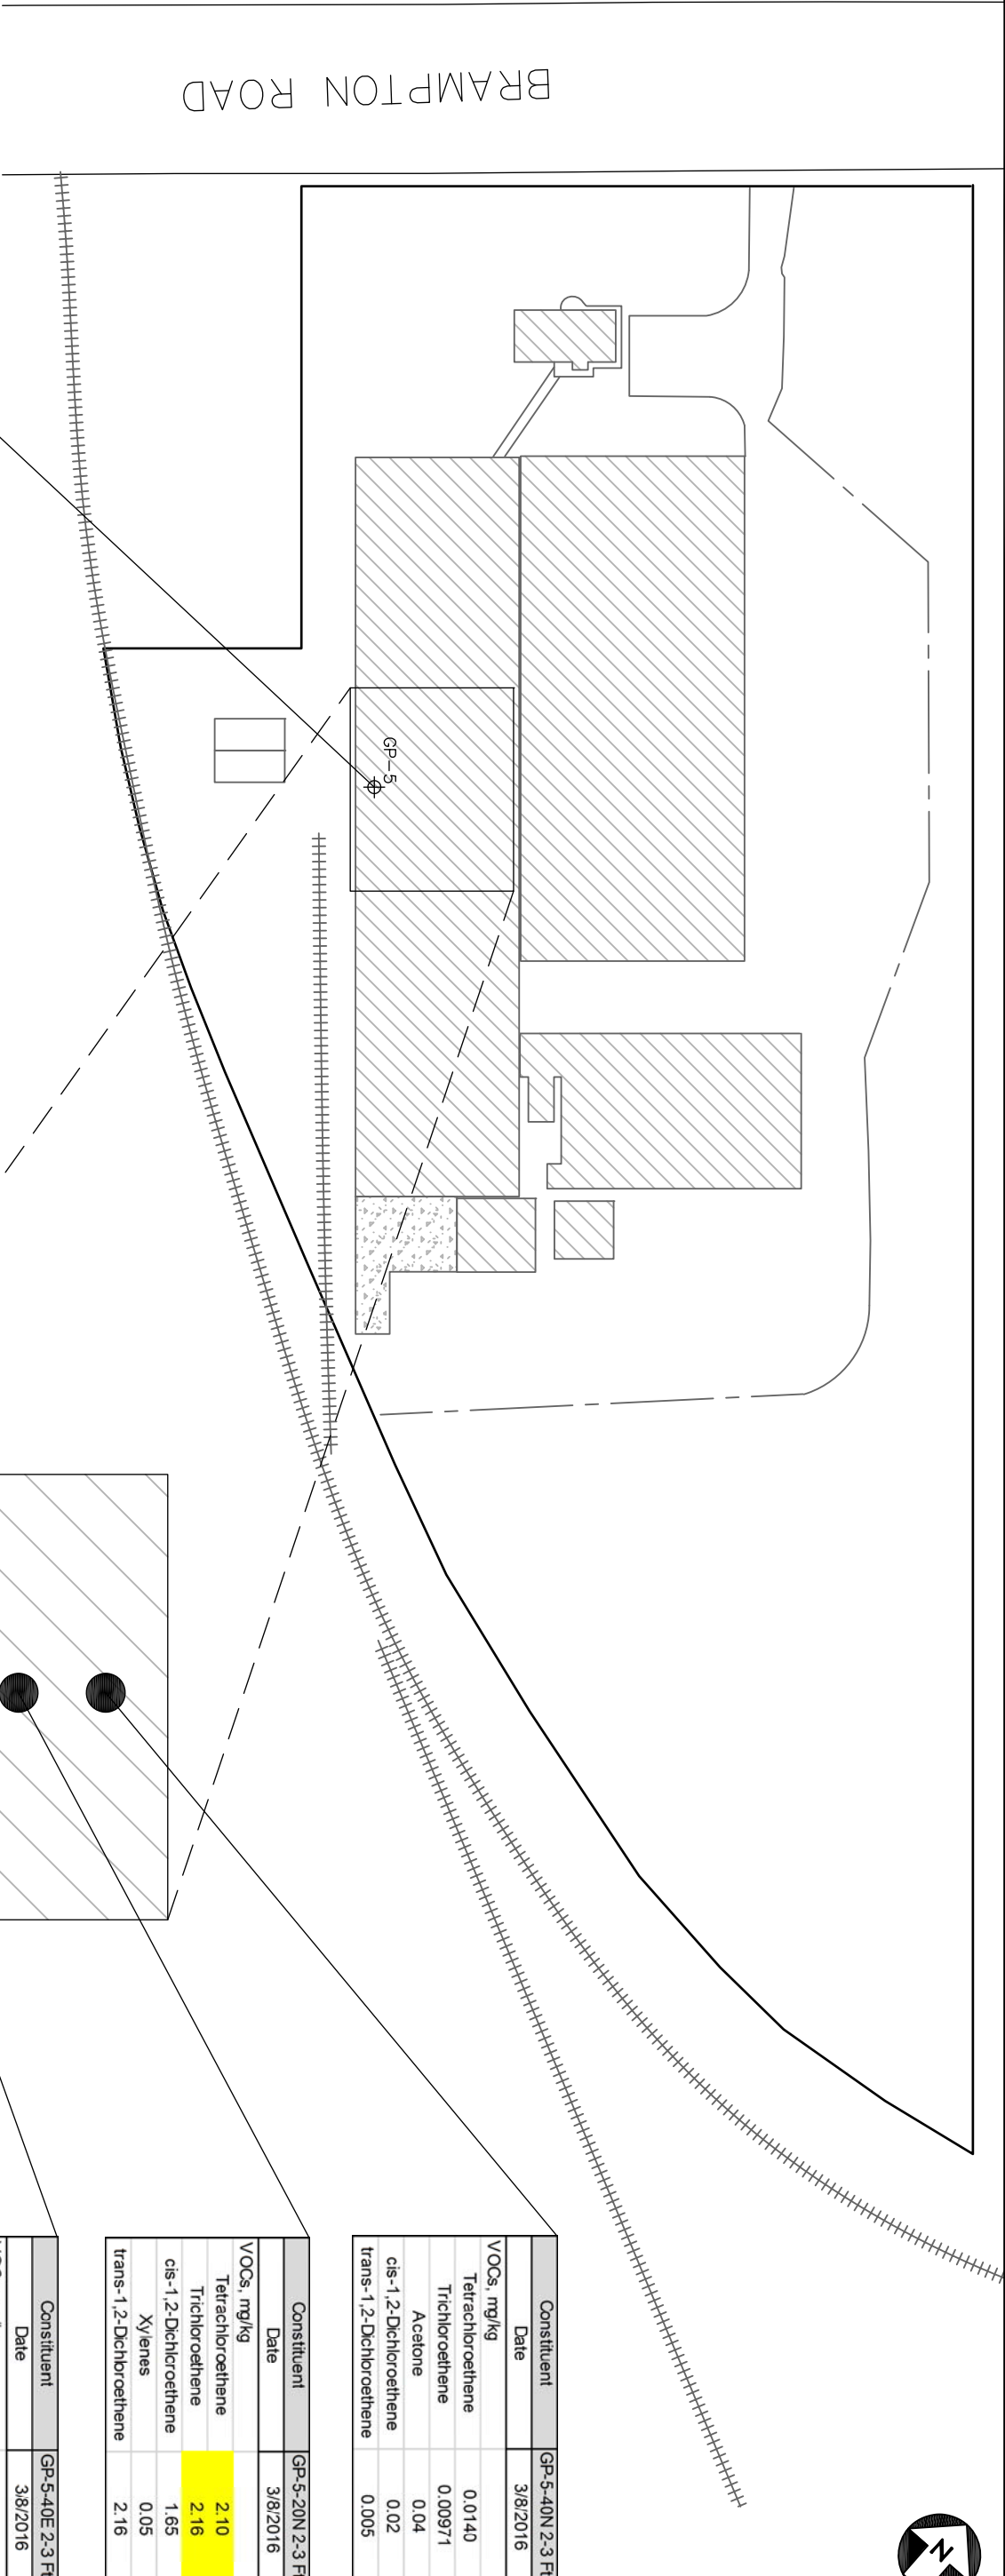 BRAMPTON ROAD
GP-5
Constituent GP-5-40N 2-3 Ft
Date 3/8/2016
VOCs, mg/kg
Tetrachloroethene 0.0140
Trichloroethene 0.00971
Acetone 0.04
cis-1,2-Dichloroethene 0.02
trans-1,2-Dichloroethene 0.005
Constituent GP-5-20N 2-3 Ft
Date 3/8/2016
VOCs, mg/kg
Tetrachloroethene 2.10
Trichloroethene 2.16
cis-1,2-Dichloroethene 1.65
Xylenes 0.05
trans-1,2-Dichloroethene 2.16
Constituent GP-5-40E 2-3 Ft
Date 3/8/2016
N